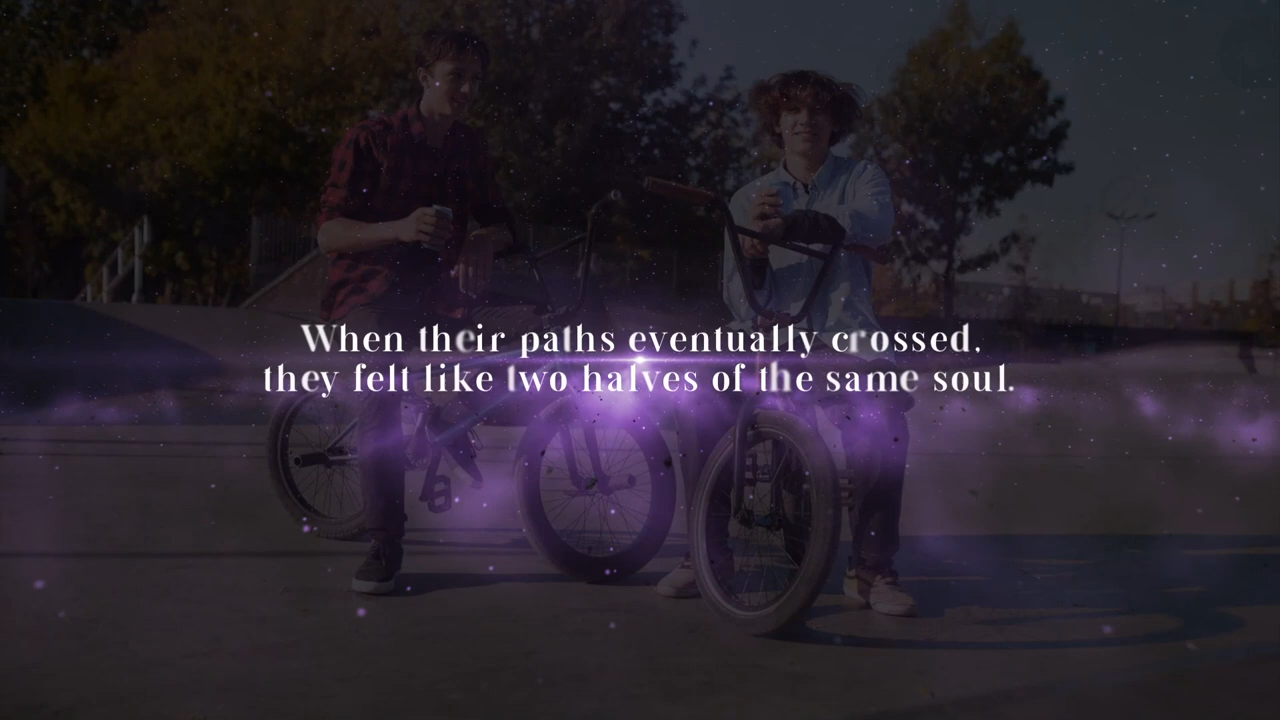 When their paths eventually crossed,
they felt like two halves of the same soul.